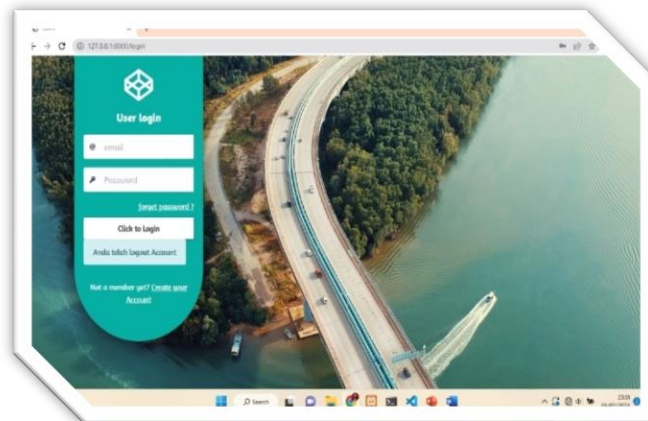 127.0.0.1:8000/login
User login
email
Password
forget password ?
Click to Login
Anda telah logout Account
Not a member yet? Create your
Account
Search